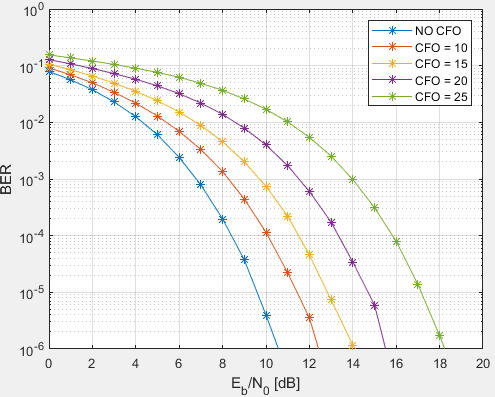 10^0
10^-1
10^-2
10^-3
10^-4
10^-5
10^-6
BER
NO CFO
CFO = 10
CFO = 15
CFO = 20
CFO = 25
0 2 4 6 8 10 12 14 16 18 20
E_b/N_0 [dB]